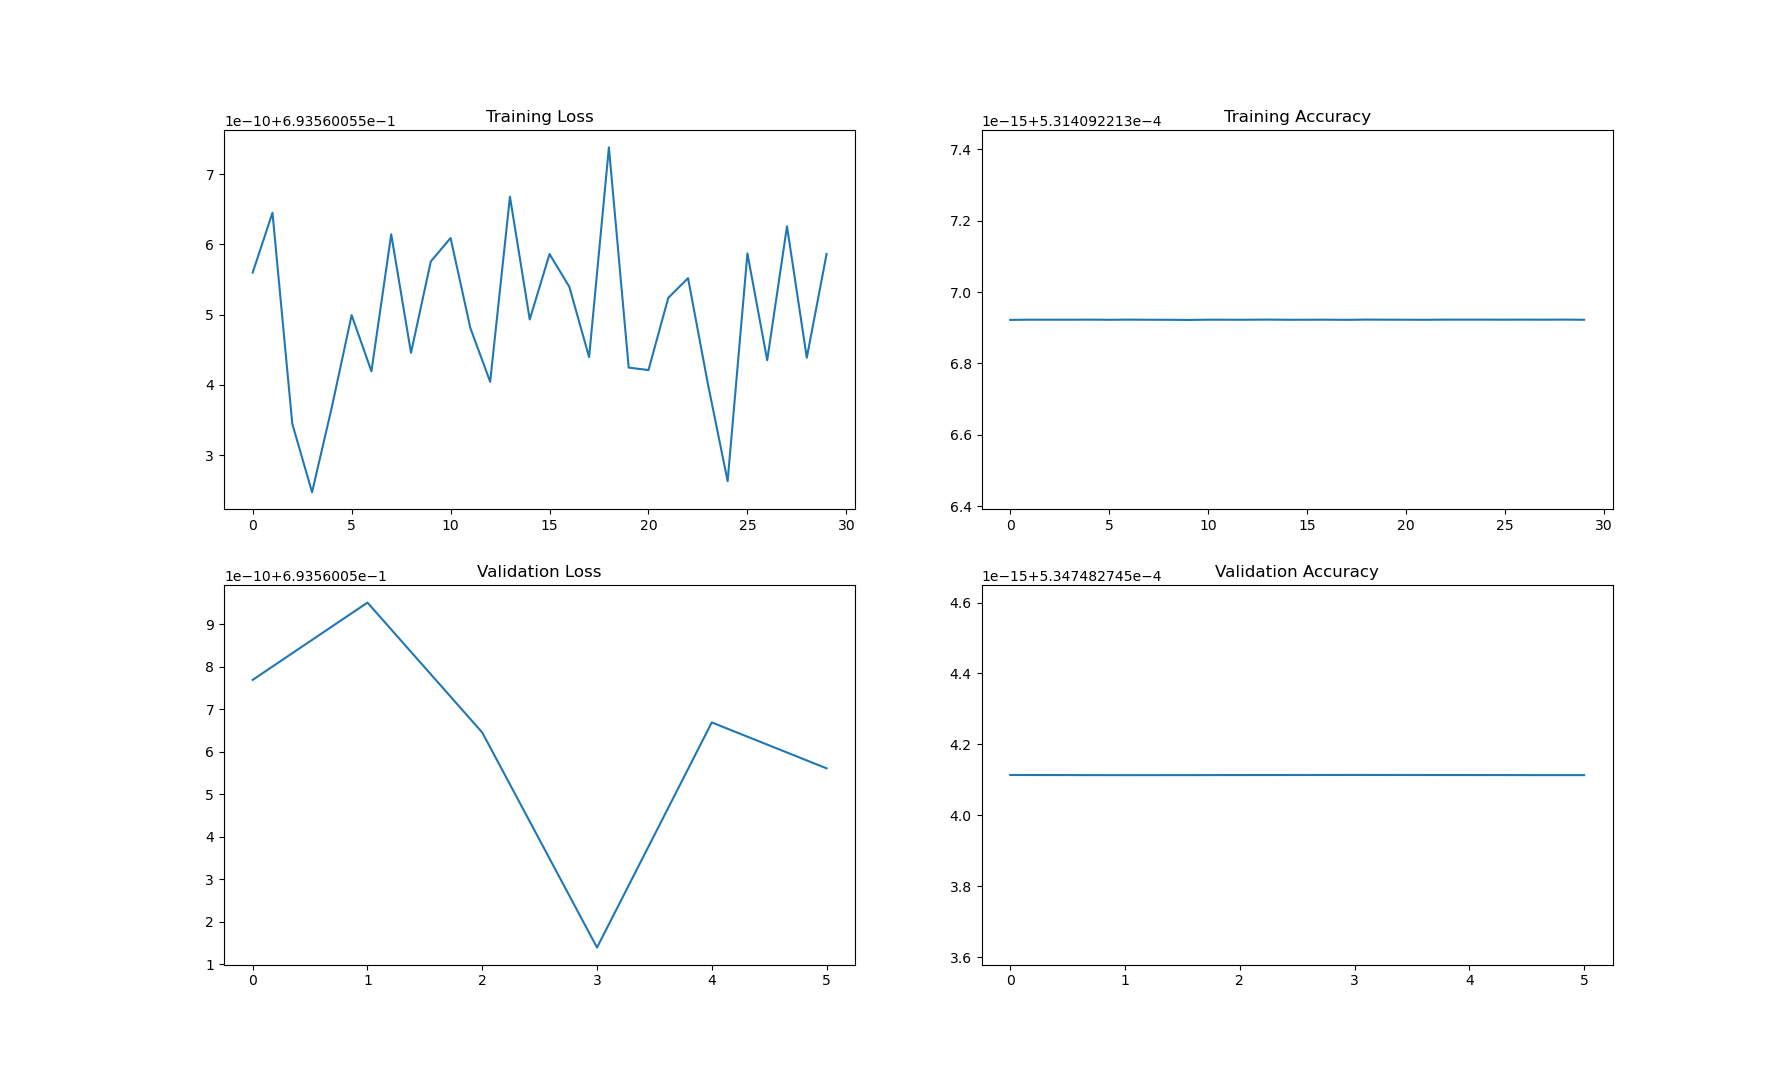 Training Loss
1e−10+6.93560055e−1
7
6
5
4
3
0 5 10 15 20 25 30
Training Accuracy
1e−15+5.314092213e−4
7.4
7.2
7.0
6.8
6.6
6.4
0 5 10 15 20 25 30
Validation Loss
1e−10+6.9356005e−1
9
8
7
6
5
4
3
2
1
0 1 2 3 4 5
Validation Accuracy
1e−15+5.347482745e−4
4.6
4.4
4.2
4.0
3.8
3.6
0 1 2 3 4 5